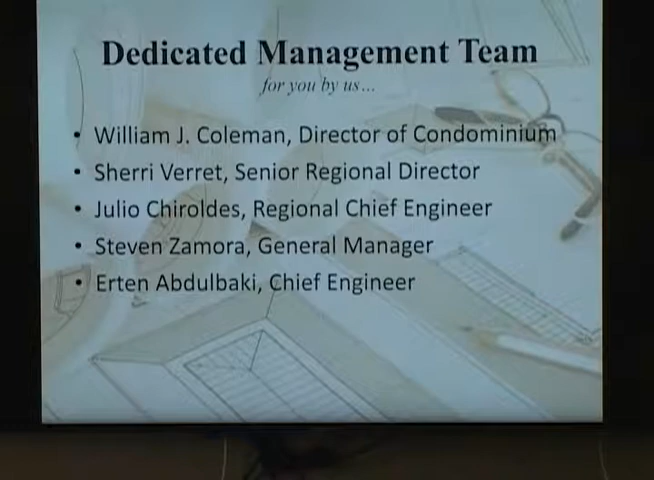 Dedicated Management Team
for you by us...
• William J. Coleman, Director of Condominium
• Sherri Verret, Senior Regional Director
• Julio Chiroldes, Regional Chief Engineer
• Steven Zamora, General Manager
• Erten Abdulbaki, Chief Engineer